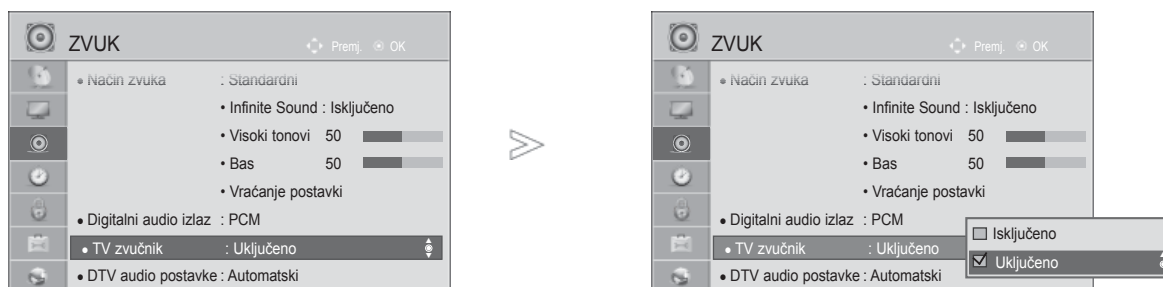 ZVUK
Premj. OK
• Način zvuka : Standardni
• Infinite Sound : Isključeno
• Visoki tonovi 50
• Bas 50
• Vraćanje postavki
• Digitalni audio izlaz : PCM
• TV zvučnik : Uključeno
• DTV audio postavke : Automatski
ZVUK
Premj. OK
• Način zvuka : Standardni
• Infinite Sound : Isključeno
• Visoki tonovi 50
• Bas 50
• Vraćanje postavki
• Digitalni audio izlaz : PCM
• TV zvučnik : Uključeno
• DTV audio postavke : Automatski
Isključeno
Uključeno